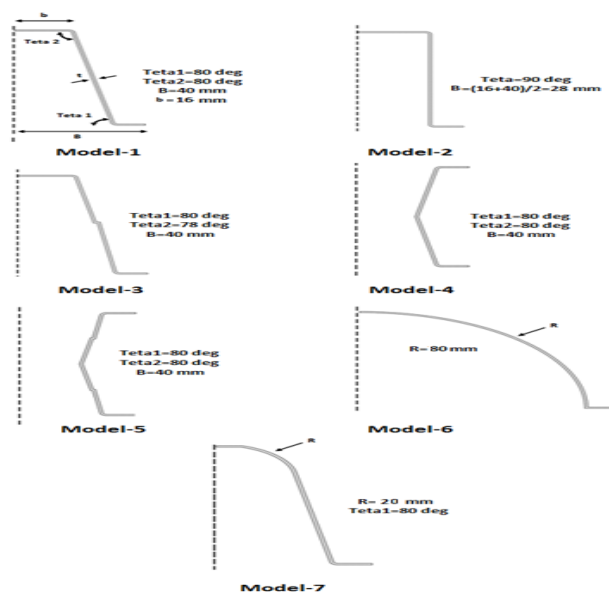 b
Teta 2
t
Teta1=80 deg
Teta2=80 deg
B=40 mm
b=16 mm
Teta 1
B
Model-1
Teta=90 deg
B=(16+40)/2=28 mm
Model-2
Teta1=80 deg
Teta2=78 deg
B=40 mm
Model-3
Teta1=80 deg
Teta2=80 deg
B=40 mm
Model-4
Teta1=80 deg
Teta2=80 deg
B=40 mm
Model-5
R
R=80 mm
Model-6
R
R= 20 mm
Teta1=80 deg
Model-7